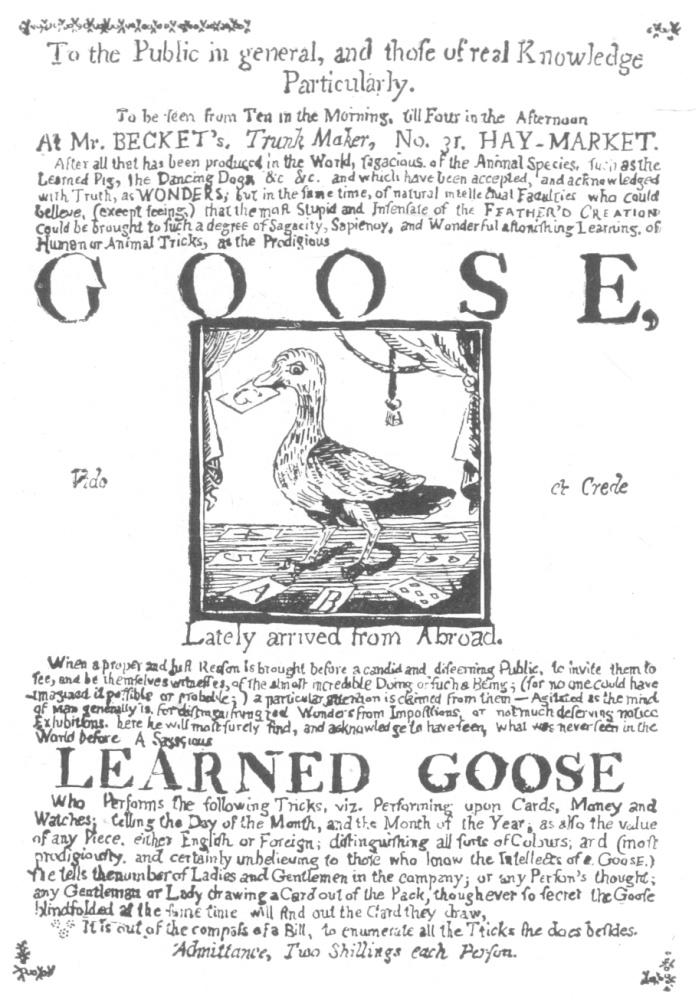 To the Public in general, and thoſe of real Knowledge
Particularly.
To be ſeen from Ten in the Morning, till Four in the Afternoon
At Mr. BECKET's, Trunk Maker, No. 31. HAY-MARKET.
After all that has been produced in the World, ſagacious. of the Animal Species, ſuch as the
Learned Pig, the Dancing Dogs &c &c. and which have been accepted, and acknowledged
with Truth, as WONDERS; but in the ſame time, of natural intellectual Faculties who could
believe, (except ſeeing,) that the moſt Stupid and Inſenſate of the FEATHER'D CREATION
could be brought to ſuch a degree of Sagacity, Sapiency, and Wonderful aſtoniſhing Learning, of
Human or Animal Tricks, as the Prodigious
GOOSE,
G
Vido
et Crede
5
A B
Lately arrived from Abroad.
When a proper and juſt Reaſon is brought before a candid and diſcerning Public, to invite them to
ſee, and be themſelves witneſſes, of the almoſt incredible Doing of ſuch a Being; (for no one could have
imagined it poſſible or probable;) a particular attention is claimed from them — Agitated as the mind
of man generally is, for diſtinguiſhing real Wonders from Impoſitions, or not much deſerving notice
Exhibitions. here he will moſt ſurely find, and acknowledge to have ſeen, what was never ſeen in the
World before A Sagacious
LEARNED GOOSE
Who Performs the following Tricks, viz. Performing upon Cards, Money and
Watches; telling the Day of the Month, and the Month of the Year, as alſo the value
of any Piece. either Engliſh or Foreign; diſtinguiſhing all ſorts of Colours; and (moſt
prodigiouſly. and certainly unbelieving to thoſe who know the Intellects of a Gooſe.)
ſhe tells the number of Ladies and Gentlemen in the company; or any Perſon's thought;
any Gentleman or Lady drawing a Card out of the Pack, though ever ſo ſecret the Gooſe
blindfolded at the ſame time will find out the Card they draw,
It is out of the compaſs of a Bill, to enumerate all the Tricks ſhe does beſides.
Admittance, Two Shillings each Perſon.